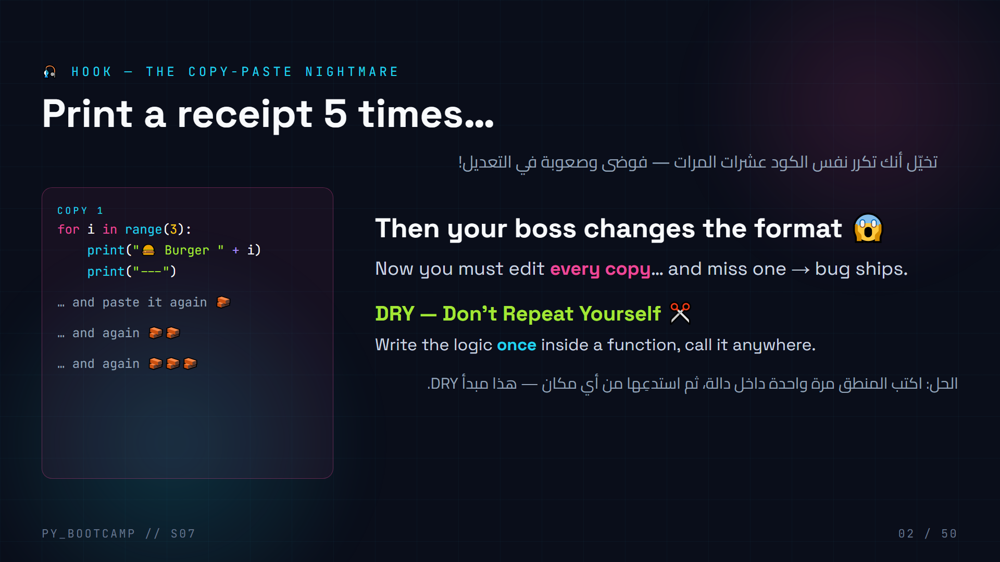 🎣 HOOK — THE COPY-PASTE NIGHTMARE
Print a receipt 5 times…
تخيّل أنك تكرر نفس الكود عشرات المرات — فوضى وصعوبة في التعديل!
COPY 1
for i in range(3):
    print("🍔 Burger " + i)
    print("---")
… and paste it again 🧱
… and again 🧱🧱
… and again 🧱🧱🧱
Then your boss changes the format 😱
Now you must edit every copy… and miss one → bug ships.
DRY — Don’t Repeat Yourself ✂️
Write the logic once inside a function, call it anywhere.
الحل: اكتب المنطق مرة واحدة داخل دالة، ثم استدعِها من أي مكان — هذا مبدأ DRY.
PY_BOOTCAMP // S07
02 / 50